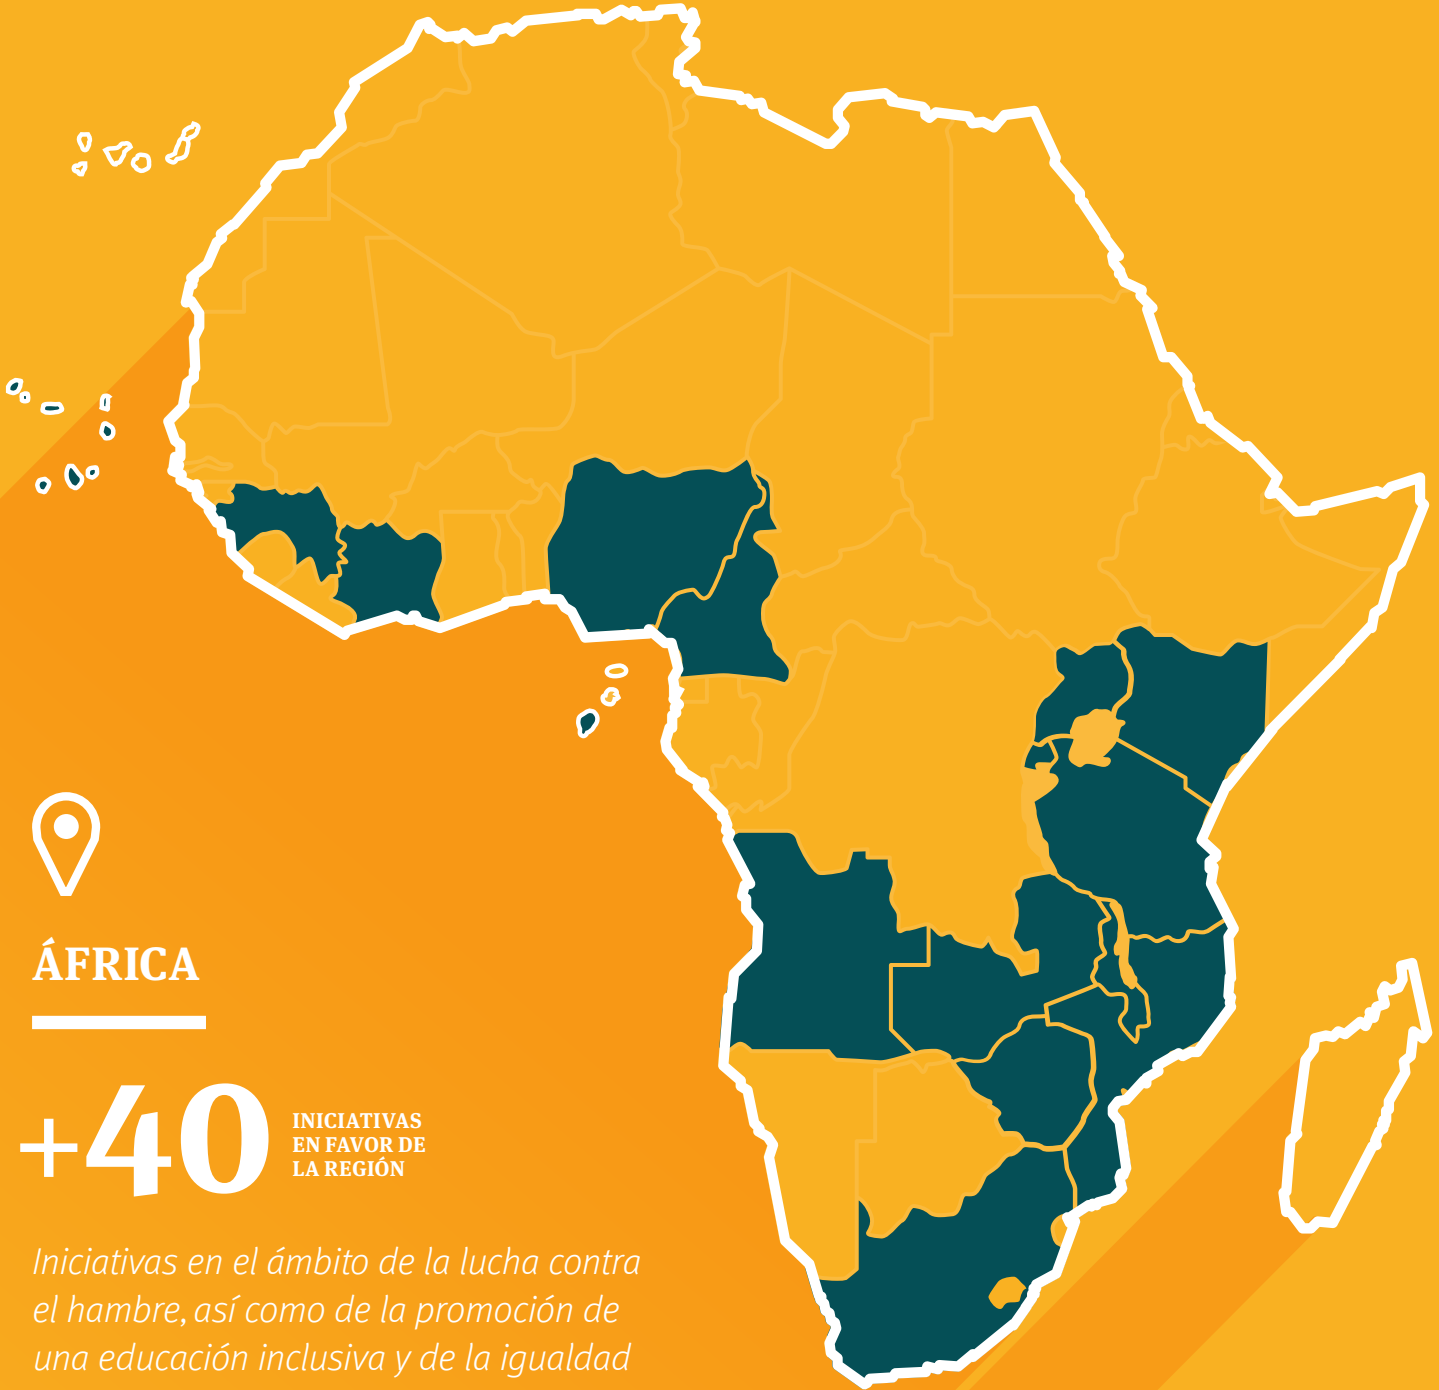 ÁFRICA
+40
INICIATIVAS
EN FAVOR DE
LA REGIÓN
Iniciativas en el ámbito de la lucha contra
el hambre, así como de la promoción de
una educación inclusiva y de la igualdad